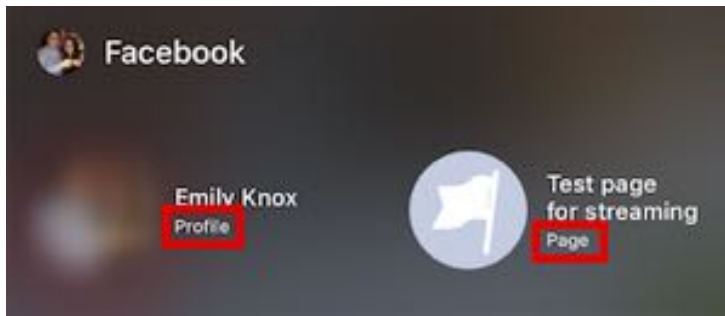 Facebook
Emily Knox
Profile
Test page
for streaming
Page